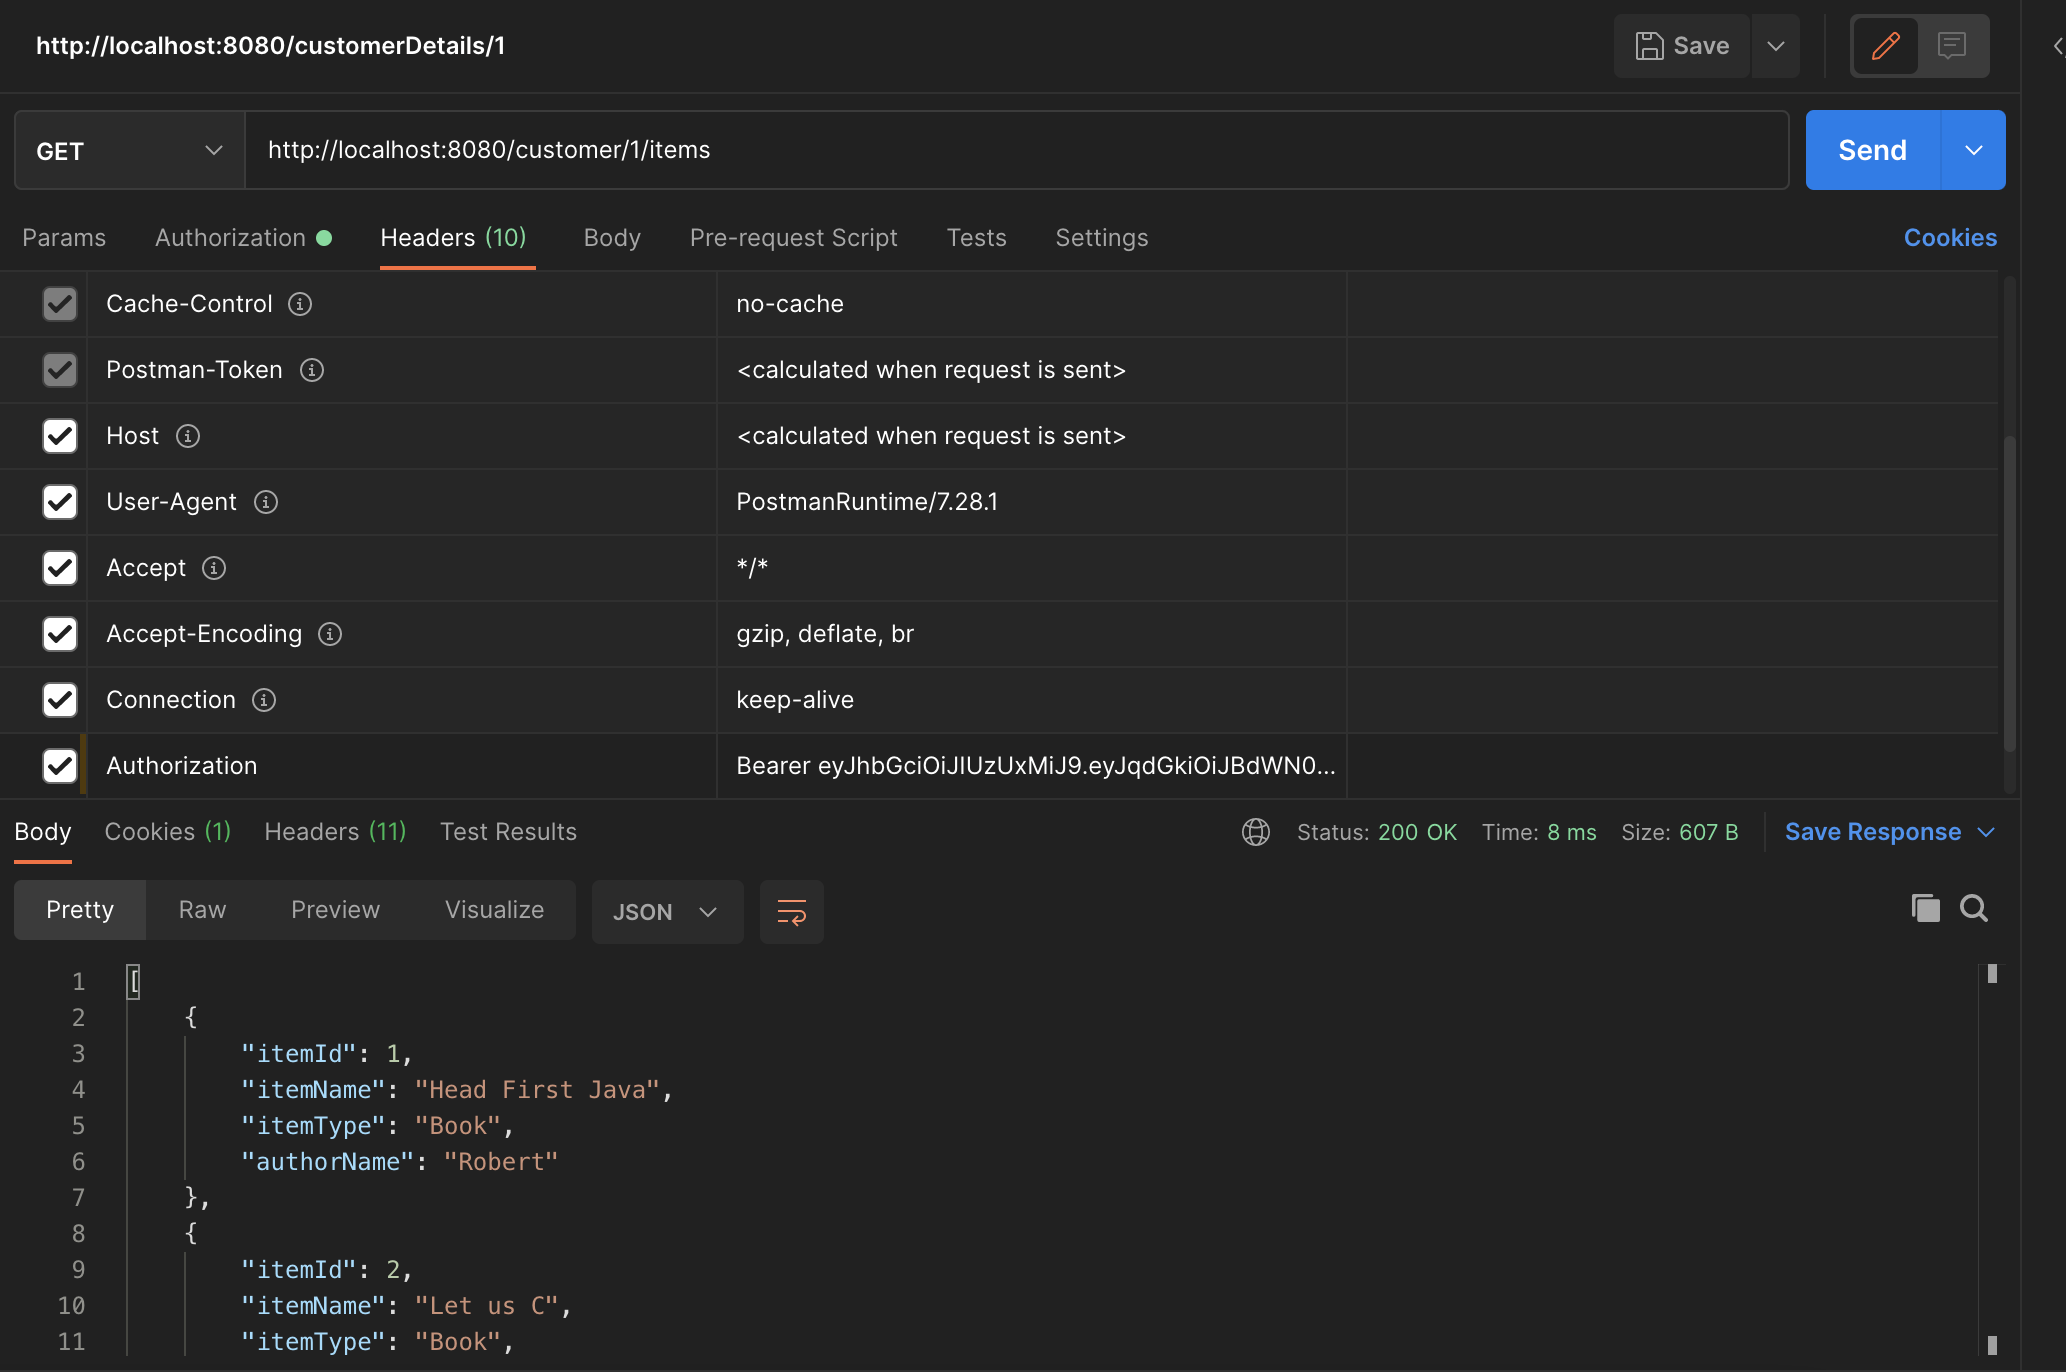 http://localhost:8080/customerDetails/1 Save
GET http://localhost:8080/customer/1/items Send
Params Authorization Headers (10) Body Pre-request Script Tests Settings Cookies
Cache-Control no-cache
Postman-Token <calculated when request is sent>
Host <calculated when request is sent>
User-Agent PostmanRuntime/7.28.1
Accept */*
Accept-Encoding gzip, deflate, br
Connection keep-alive
Authorization Bearer eyJhbGciOiJIUzUxMiJ9.eyJqdGkiOiJBdWN0...
Body Cookies (1) Headers (11) Test Results Status: 200 OK Time: 8 ms Size: 607 B Save Response
Pretty Raw Preview Visualize JSON
1 [
2 {
3 "itemId": 1,
4 "itemName": "Head First Java",
5 "itemType": "Book",
6 "authorName": "Robert"
7 },
8 {
9 "itemId": 2,
10 "itemName": "Let us C",
11 "itemType": "Book",